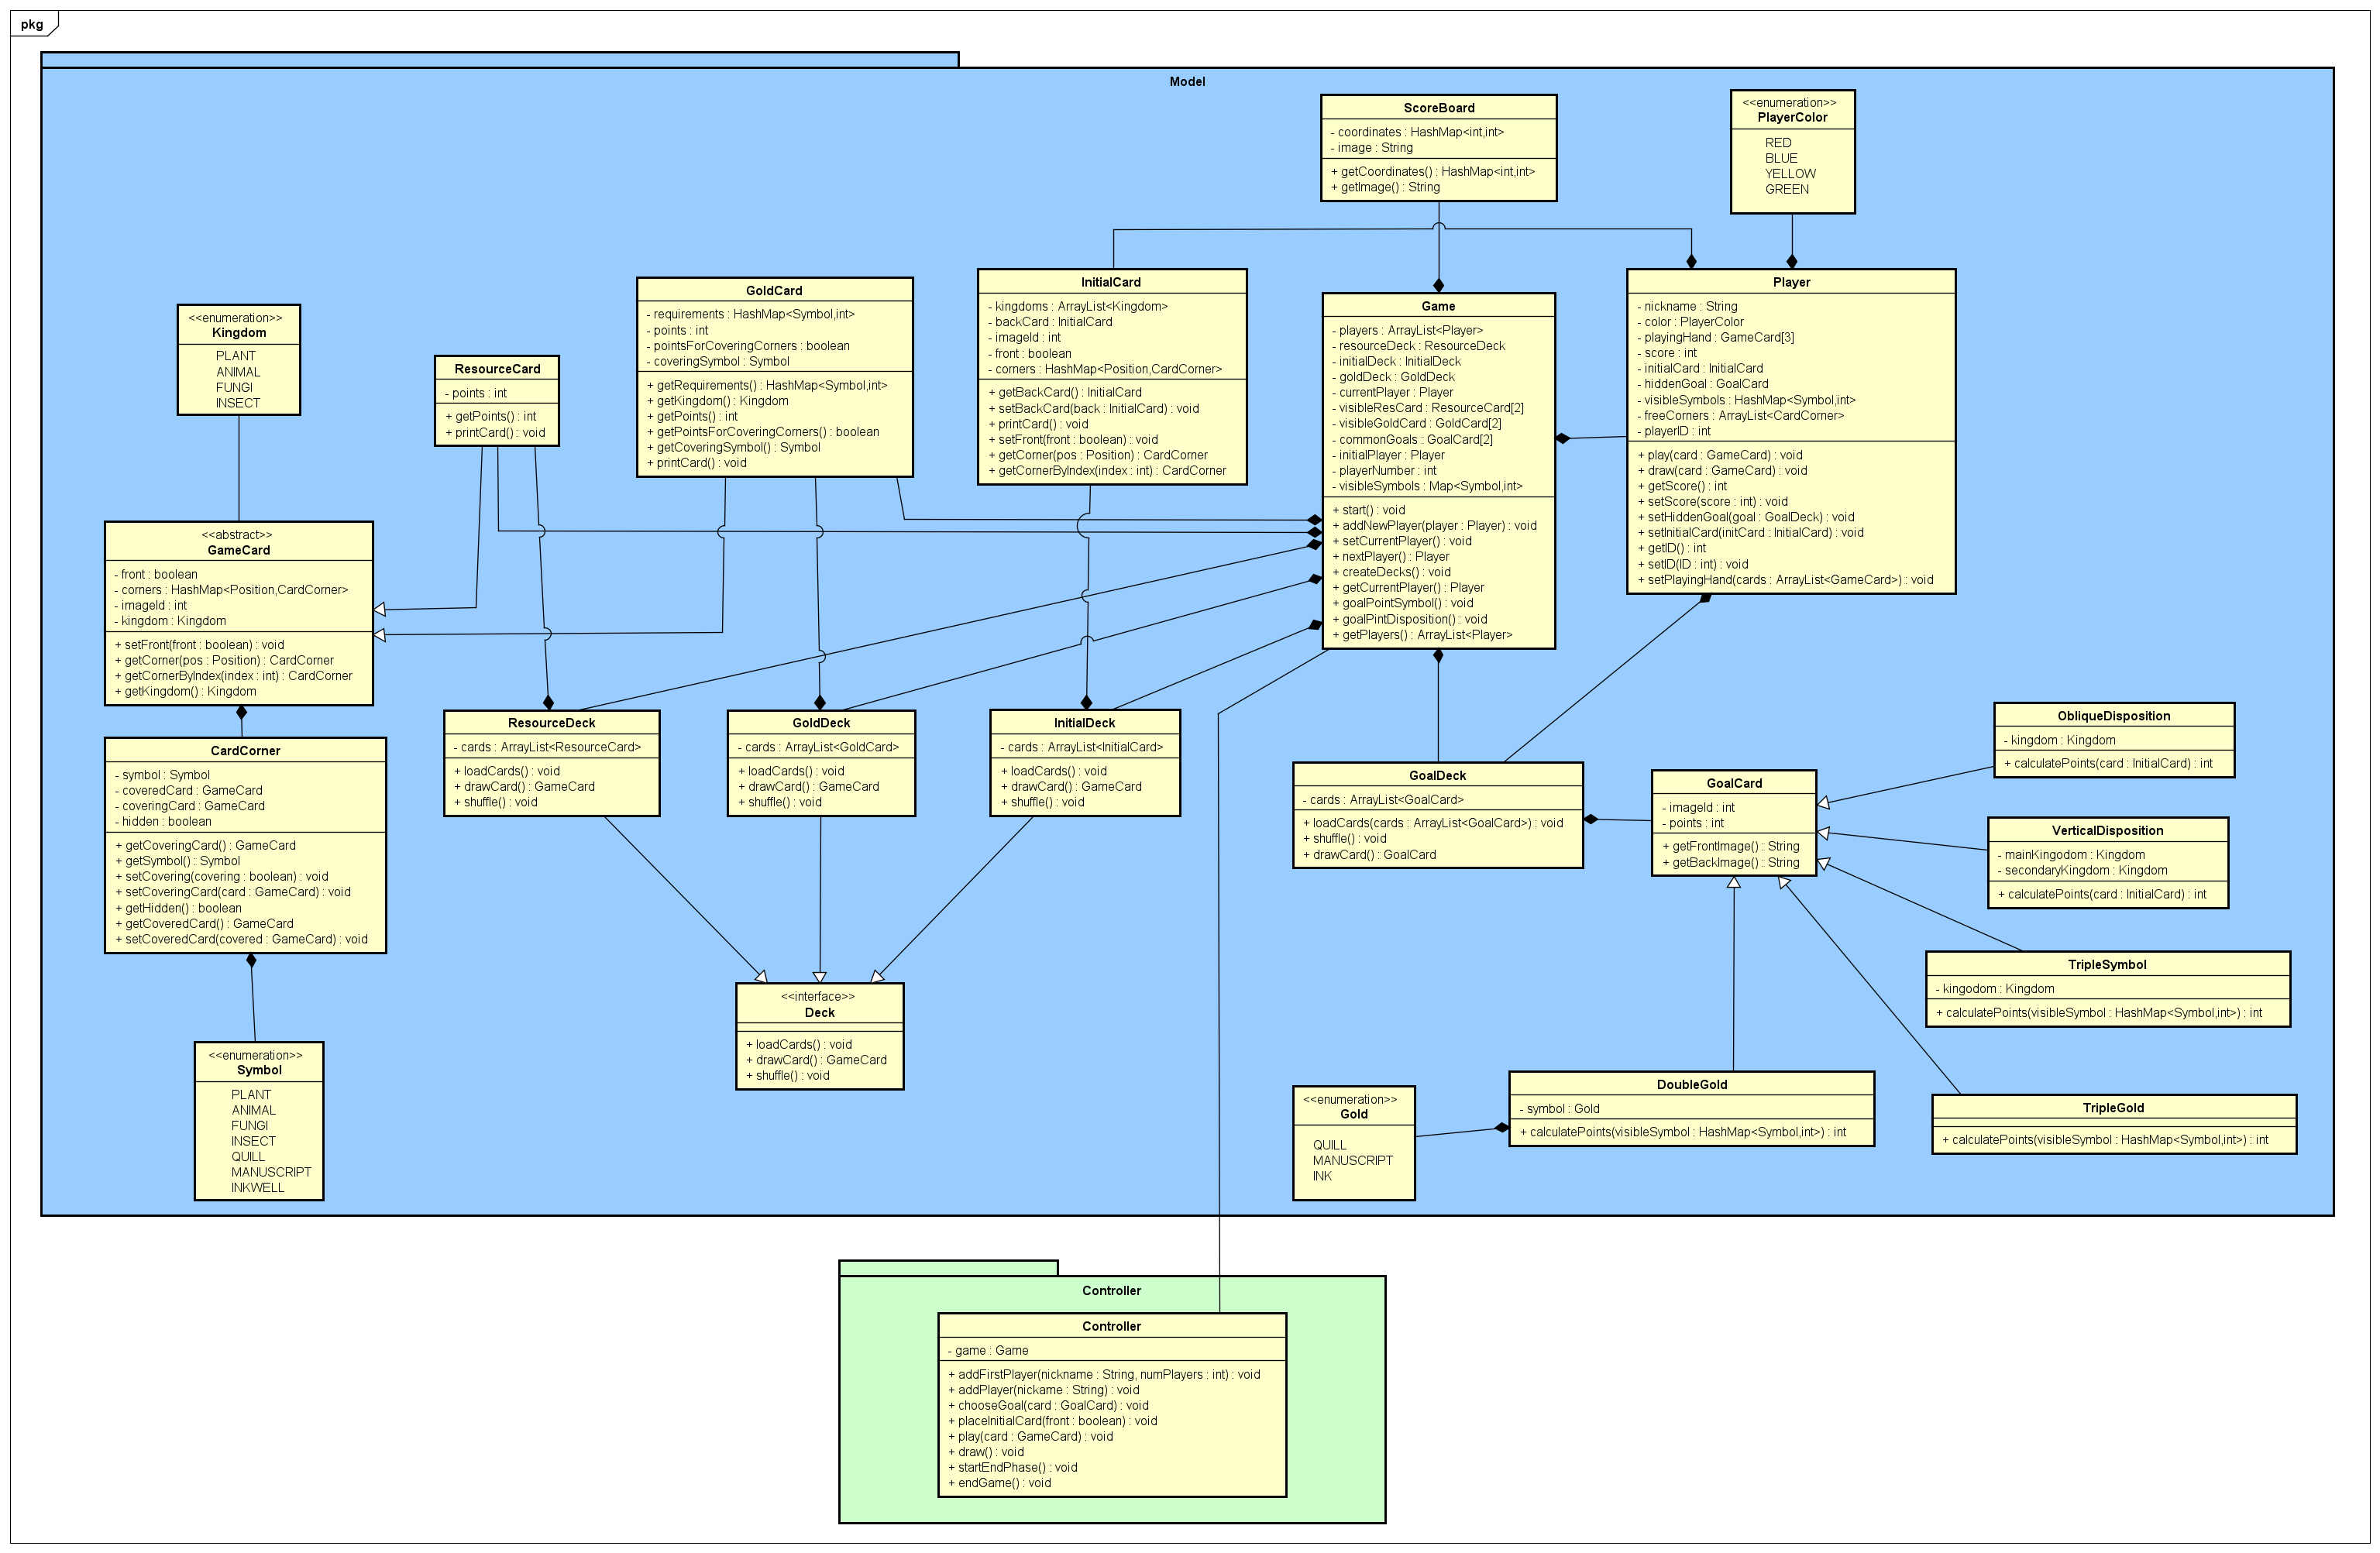 pkg
Model
ScoreBoard
- coordinates : HashMap<int,int>
- image : String
+ getCoordinates() : HashMap<int,int>
+ getImage() : String
<<enumeration>>
PlayerColor
RED
BLUE
YELLOW
GREEN
<<enumeration>>
Kingdom
PLANT
ANIMAL
FUNGI
INSECT
ResourceCard
- points : int
+ getPoints() : int
+ printCard() : void
GoldCard
- requirements : HashMap<Symbol,int>
- points : int
- pointsForCoveringCorners : boolean
- coveringSymbol : Symbol
+ getRequirements() : HashMap<Symbol,int>
+ getKingdom() : Kingdom
+ getPoints() : int
+ getPointsForCoveringCorners() : boolean
+ getCoveringSymbol() : Symbol
+ printCard() : void
InitialCard
- kingdoms : ArrayList<Kingdom>
- backCard : InitialCard
- imageId : int
- front : boolean
- corners : HashMap<Position,CardCorner>
+ getBackCard() : InitialCard
+ setBackCard(back : InitialCard) : void
+ printCard() : void
+ setFront(front : boolean) : void
+ getCorner(pos : Position) : CardCorner
+ getCornerByIndex(index : int) : CardCorner
Game
- players : ArrayList<Player>
- resourceDeck : ResourceDeck
- initialDeck : InitialDeck
- goldDeck : GoldDeck
- currentPlayer : Player
- visibleResCard : ResourceCard[2]
- visibleGoldCard : GoldCard[2]
- commonGoals : GoalCard[2]
- initialPlayer : Player
- playerNumber : int
- visibleSymbols : Map<Symbol,int>
+ start() : void
+ addNewPlayer(player : Player) : void
+ setCurrentPlayer() : void
+ nextPlayer() : Player
+ createDecks() : void
+ getCurrentPlayer() : Player
+ goalPointSymbol() : void
+ goalPintDisposition() : void
+ getPlayers() : ArrayList<Player>
Player
- nickname : String
- color : PlayerColor
- playingHand : GameCard[3]
- score : int
- initialCard : InitialCard
- hiddenGoal : GoalCard
- visibleSymbols : HashMap<Symbol,int>
- freeCorners : ArrayList<CardCorner>
- playerID : int
+ play(card : GameCard) : void
+ draw(card : GameCard) : void
+ getScore() : int
+ setScore(score : int) : void
+ setHiddenGoal(goal : GoalDeck) : void
+ setInitialCard(initCard : InitialCard) : void
+ getID() : int
+ setID(ID : int) : void
+ setPlayingHand(cards : ArrayList<GameCard>) : void
<<abstract>>
GameCard
- front : boolean
- corners : HashMap<Position,CardCorner>
- imageId : int
- kingdom : Kingdom
+ setFront(front : boolean) : void
+ getCorner(pos : Position) : CardCorner
+ getCornerByIndex(index : int) : CardCorner
+ getKingdom() : Kingdom
CardCorner
- symbol : Symbol
- coveredCard : GameCard
- coveringCard : GameCard
- hidden : boolean
+ getCoveringCard() : GameCard
+ getSymbol() : Symbol
+ setCovering(covering : boolean) : void
+ setCoveringCard(card : GameCard) : void
+ getHidden() : boolean
+ getCoveredCard() : GameCard
+ setCoveredCard(covered : GameCard) : void
<<enumeration>>
Symbol
PLANT
ANIMAL
FUNGI
INSECT
QUILL
MANUSCRIPT
INKWELL
ResourceDeck
- cards : ArrayList<ResourceCard>
+ loadCards() : void
+ drawCard() : GameCard
+ shuffle() : void
GoldDeck
- cards : ArrayList<GoldCard>
+ loadCards() : void
+ drawCard() : GameCard
+ shuffle() : void
InitialDeck
- cards : ArrayList<InitialCard>
+ loadCards() : void
+ drawCard() : GameCard
+ shuffle() : void
<<interface>>
Deck
+ loadCards() : void
+ drawCard() : GameCard
+ shuffle() : void
GoalDeck
- cards : ArrayList<GoalCard>
+ loadCards(cards : ArrayList<GoalCard>) : void
+ shuffle() : void
+ drawCard() : GoalCard
GoalCard
- imageId : int
- points : int
+ getFrontImage() : String
+ getBackImage() : String
ObliqueDisposition
- kingdom : Kingdom
+ calculatePoints(card : InitialCard) : int
VerticalDisposition
- mainKingodom : Kingdom
- secondaryKingdom : Kingdom
+ calculatePoints(card : InitialCard) : int
TripleSymbol
- kingodom : Kingdom
+ calculatePoints(visibleSymbol : HashMap<Symbol,int>) : int
<<enumeration>>
Gold
QUILL
MANUSCRIPT
INK
DoubleGold
- symbol : Gold
+ calculatePoints(visibleSymbol : HashMap<Symbol,int>) : int
TripleGold
+ calculatePoints(visibleSymbol : HashMap<Symbol,int>) : int
Controller
Controller
- game : Game
+ addFirstPlayer(nickname : String, numPlayers : int) : void
+ addPlayer(nickame : String) : void
+ chooseGoal(card : GoalCard) : void
+ placeInitialCard(front : boolean) : void
+ play(card : GameCard) : void
+ draw() : void
+ startEndPhase() : void
+ endGame() : void